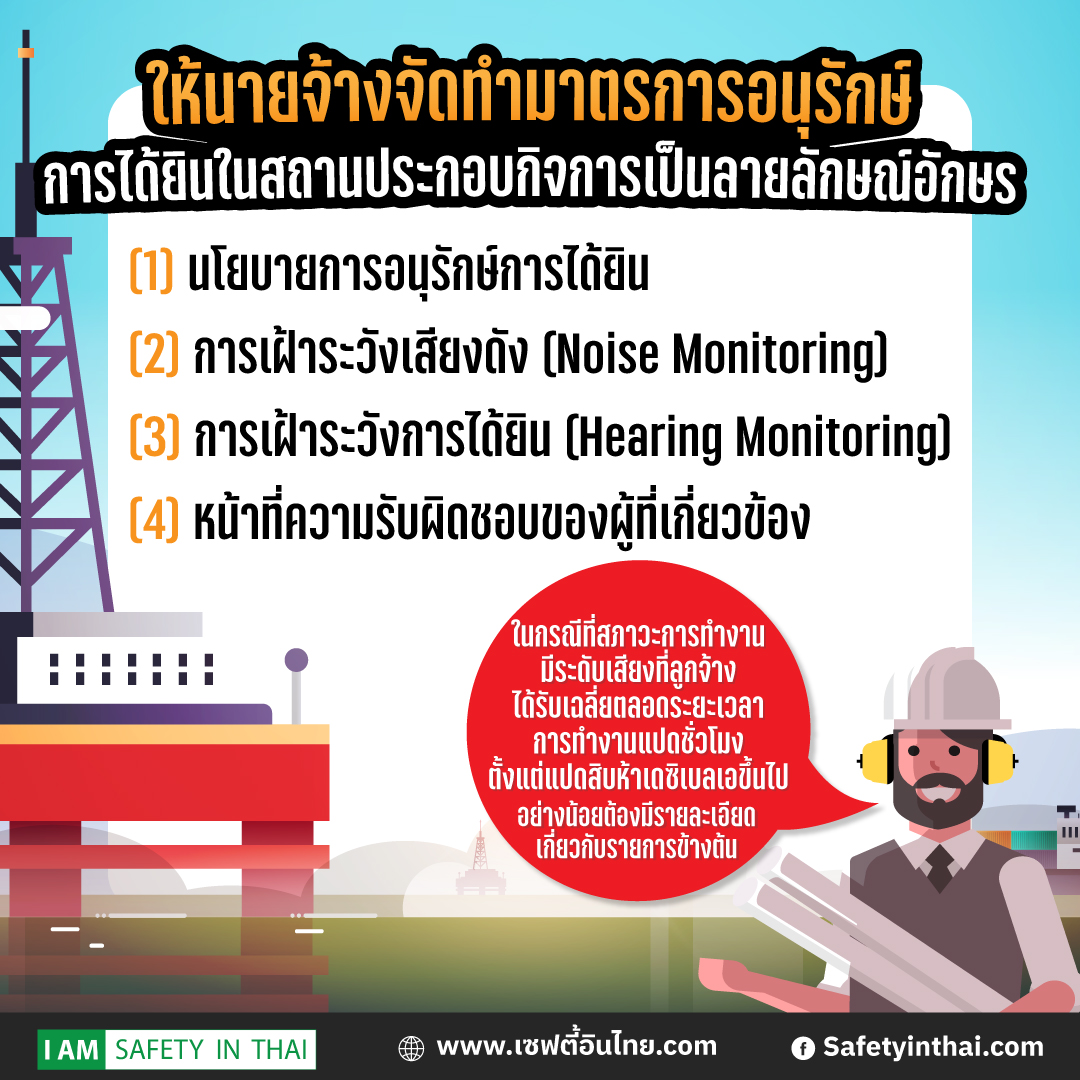 ให้นายจ้างจัดทำมาตรการอนุรักษ์
การได้ยินในสถานประกอบกิจการเป็นลายลักษณ์อักษร
(1) นโยบายการอนุรักษ์การได้ยิน
(2) การเฝ้าระวังเสียงดัง (Noise Monitoring)
(3) การเฝ้าระวังการได้ยิน (Hearing Monitoring)
(4) หน้าที่ความรับผิดชอบของผู้ที่เกี่ยวข้อง
ในกรณีที่สภาวะการทำงาน
มีระดับเสียงที่ลูกจ้าง
ได้รับเฉลี่ยตลอดระยะเวลา
การทำงานแปดชั่วโมง
ตั้งแต่แปดสิบห้าเดซิเบลเอขึ้นไป
อย่างน้อยต้องมีรายละเอียด
เกี่ยวกับรายการข้างต้น
I AM SAFETY IN THAI
www.เซฟตี้อินไทย.com
Safetyinthai.com